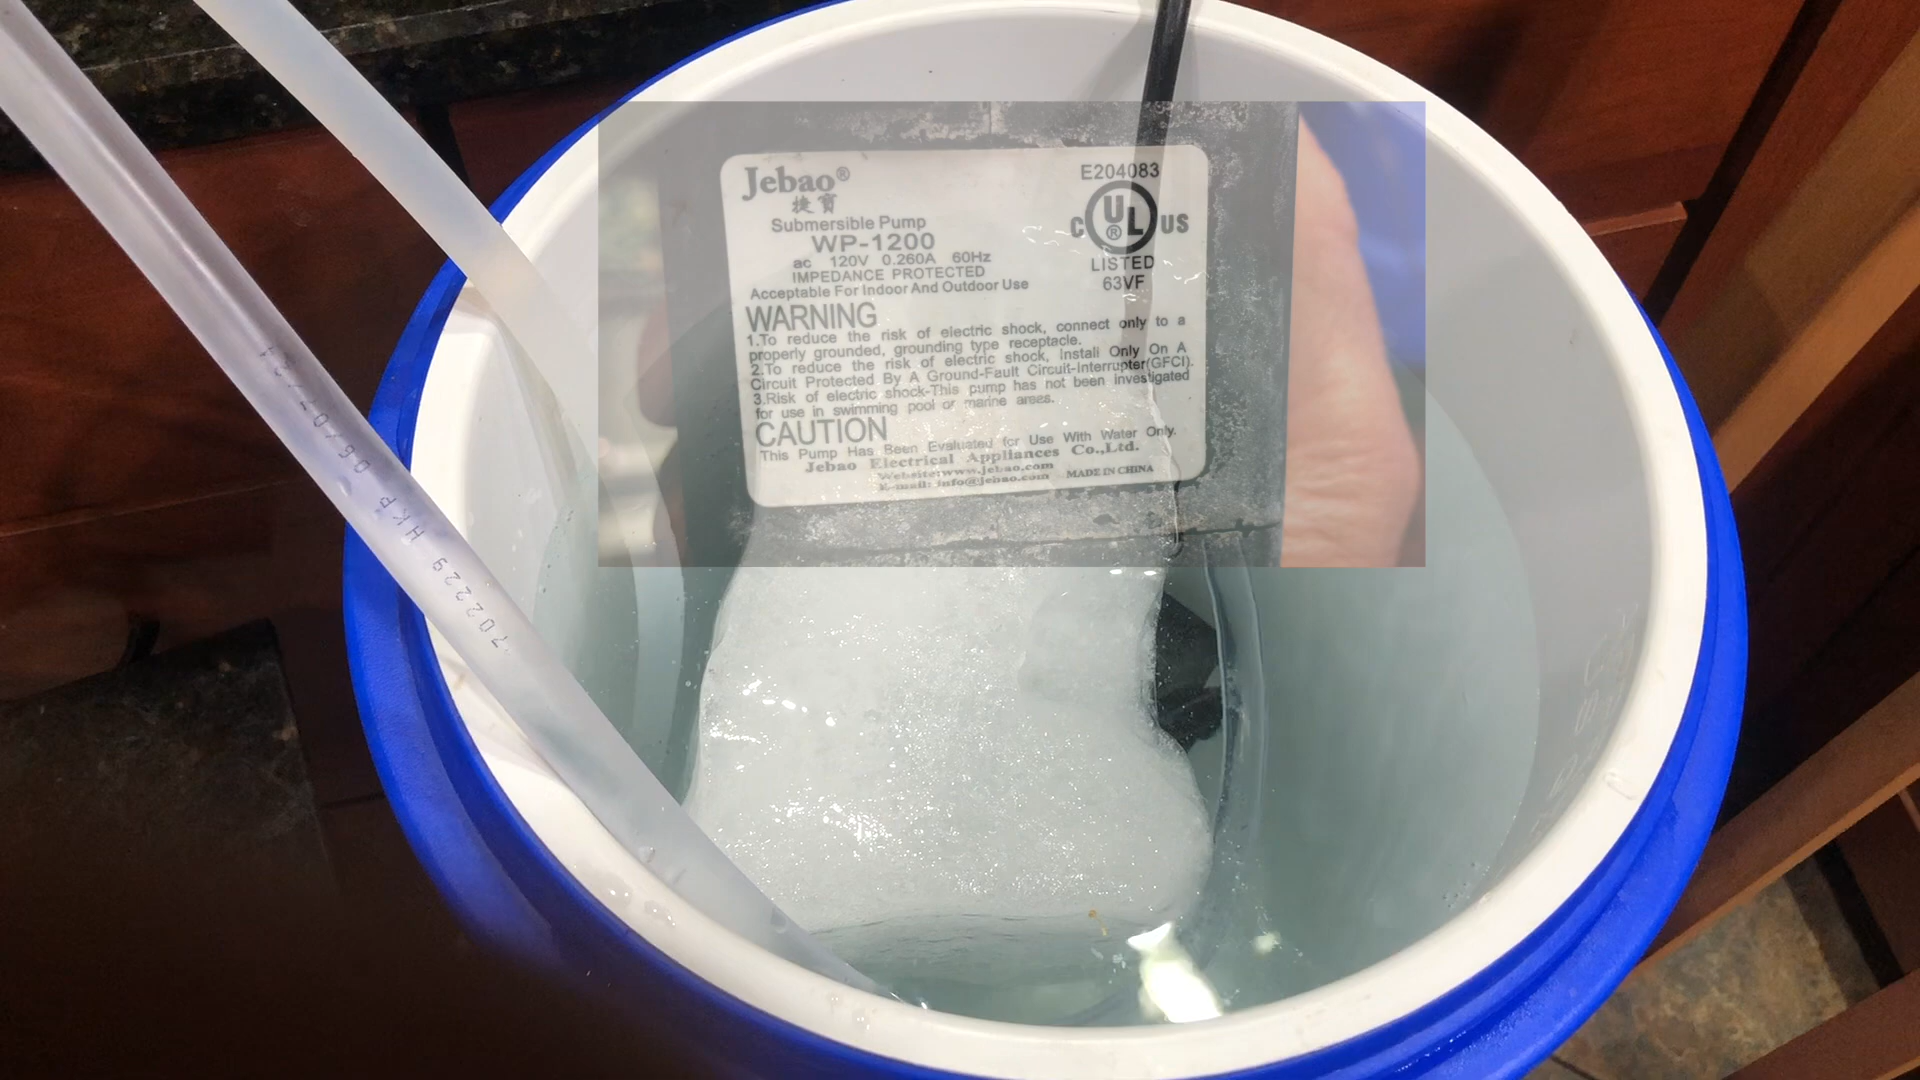 Jebao®
捷寶
Submersible Pump
WP-1200
ac 120V 0.260A 60Hz
IMPEDANCE PROTECTED
Acceptable For Indoor And Outdoor Use
E204083
C UL® US
LISTED
63VF
WARNING
1.To reduce the risk of electric shock, connect only to a
properly grounded, grounding type receptacle.
2.To reduce the risk of electric shock, Install Only On A
Circuit Protected By A Ground-Fault Circuit-Interrupter(GFCI).
3.Risk of electric shock-This pump has not been investigated
for use in swimming pool or marine areas.
CAUTION
This Pump Has Been Evaluated for Use With Water Only.
Jebao Electrical Appliances Co.,Ltd.
Website:www.jebao.com MADE IN CHINA
E-mail: info@jebao.com
702229 HKP 06/07/